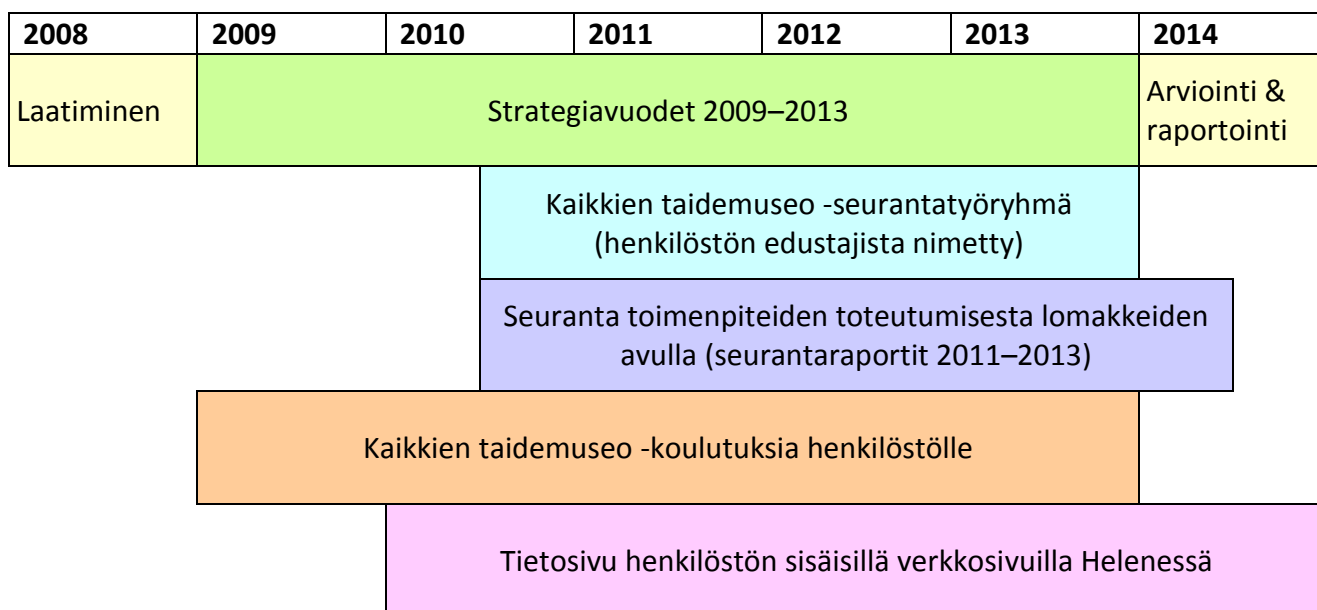 2008 2009 2010 2011 2012 2013 2014
Laatiminen
Strategiavuodet 2009–2013
Arviointi &
raportointi
Kaikkien taidemuseo -seurantatyöryhmä
(henkilöstön edustajista nimetty)
Seuranta toimenpiteiden toteutumisesta lomakkeiden
avulla (seurantaraportit 2011–2013)
Kaikkien taidemuseo -koulutuksia henkilöstölle
Tietosivu henkilöstön sisäisillä verkkosivuilla Helenessä